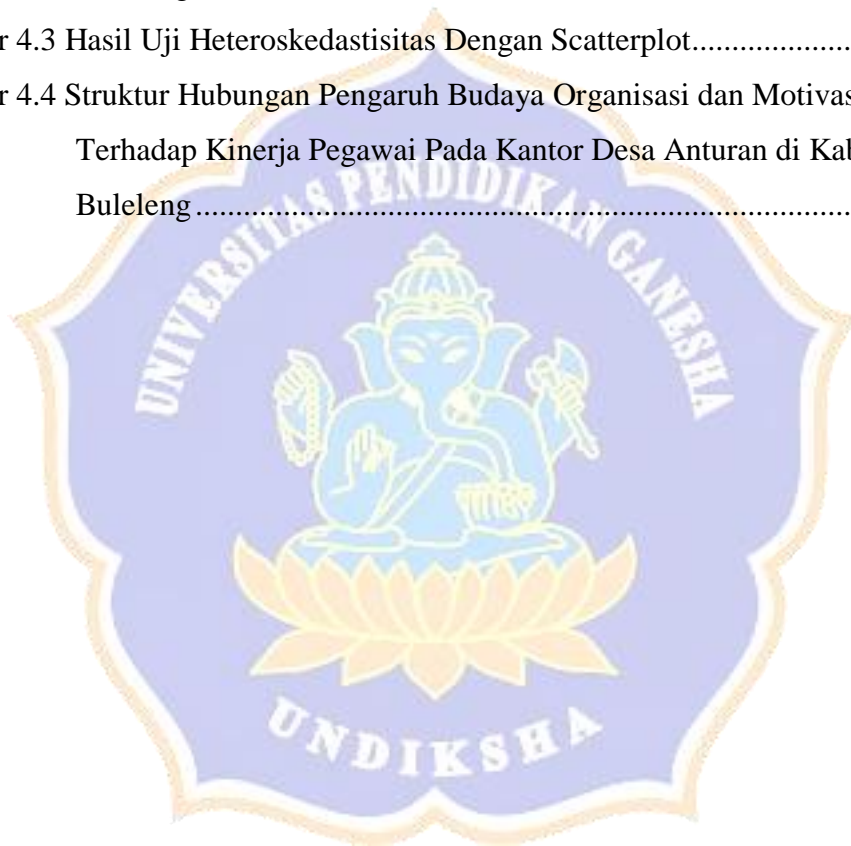 r 4.3 Hasil Uji Heteroskedastisitas Dengan Scatterplot....................
r 4.4 Struktur Hubungan Pengaruh Budaya Organisasi dan Motivas
Terhadap Kinerja Pegawai Pada Kantor Desa Anturan di Kab
Buleleng..................................................................................
UNIVERSITAS PENDIDIKAN GANESHA
UNDIKSHA